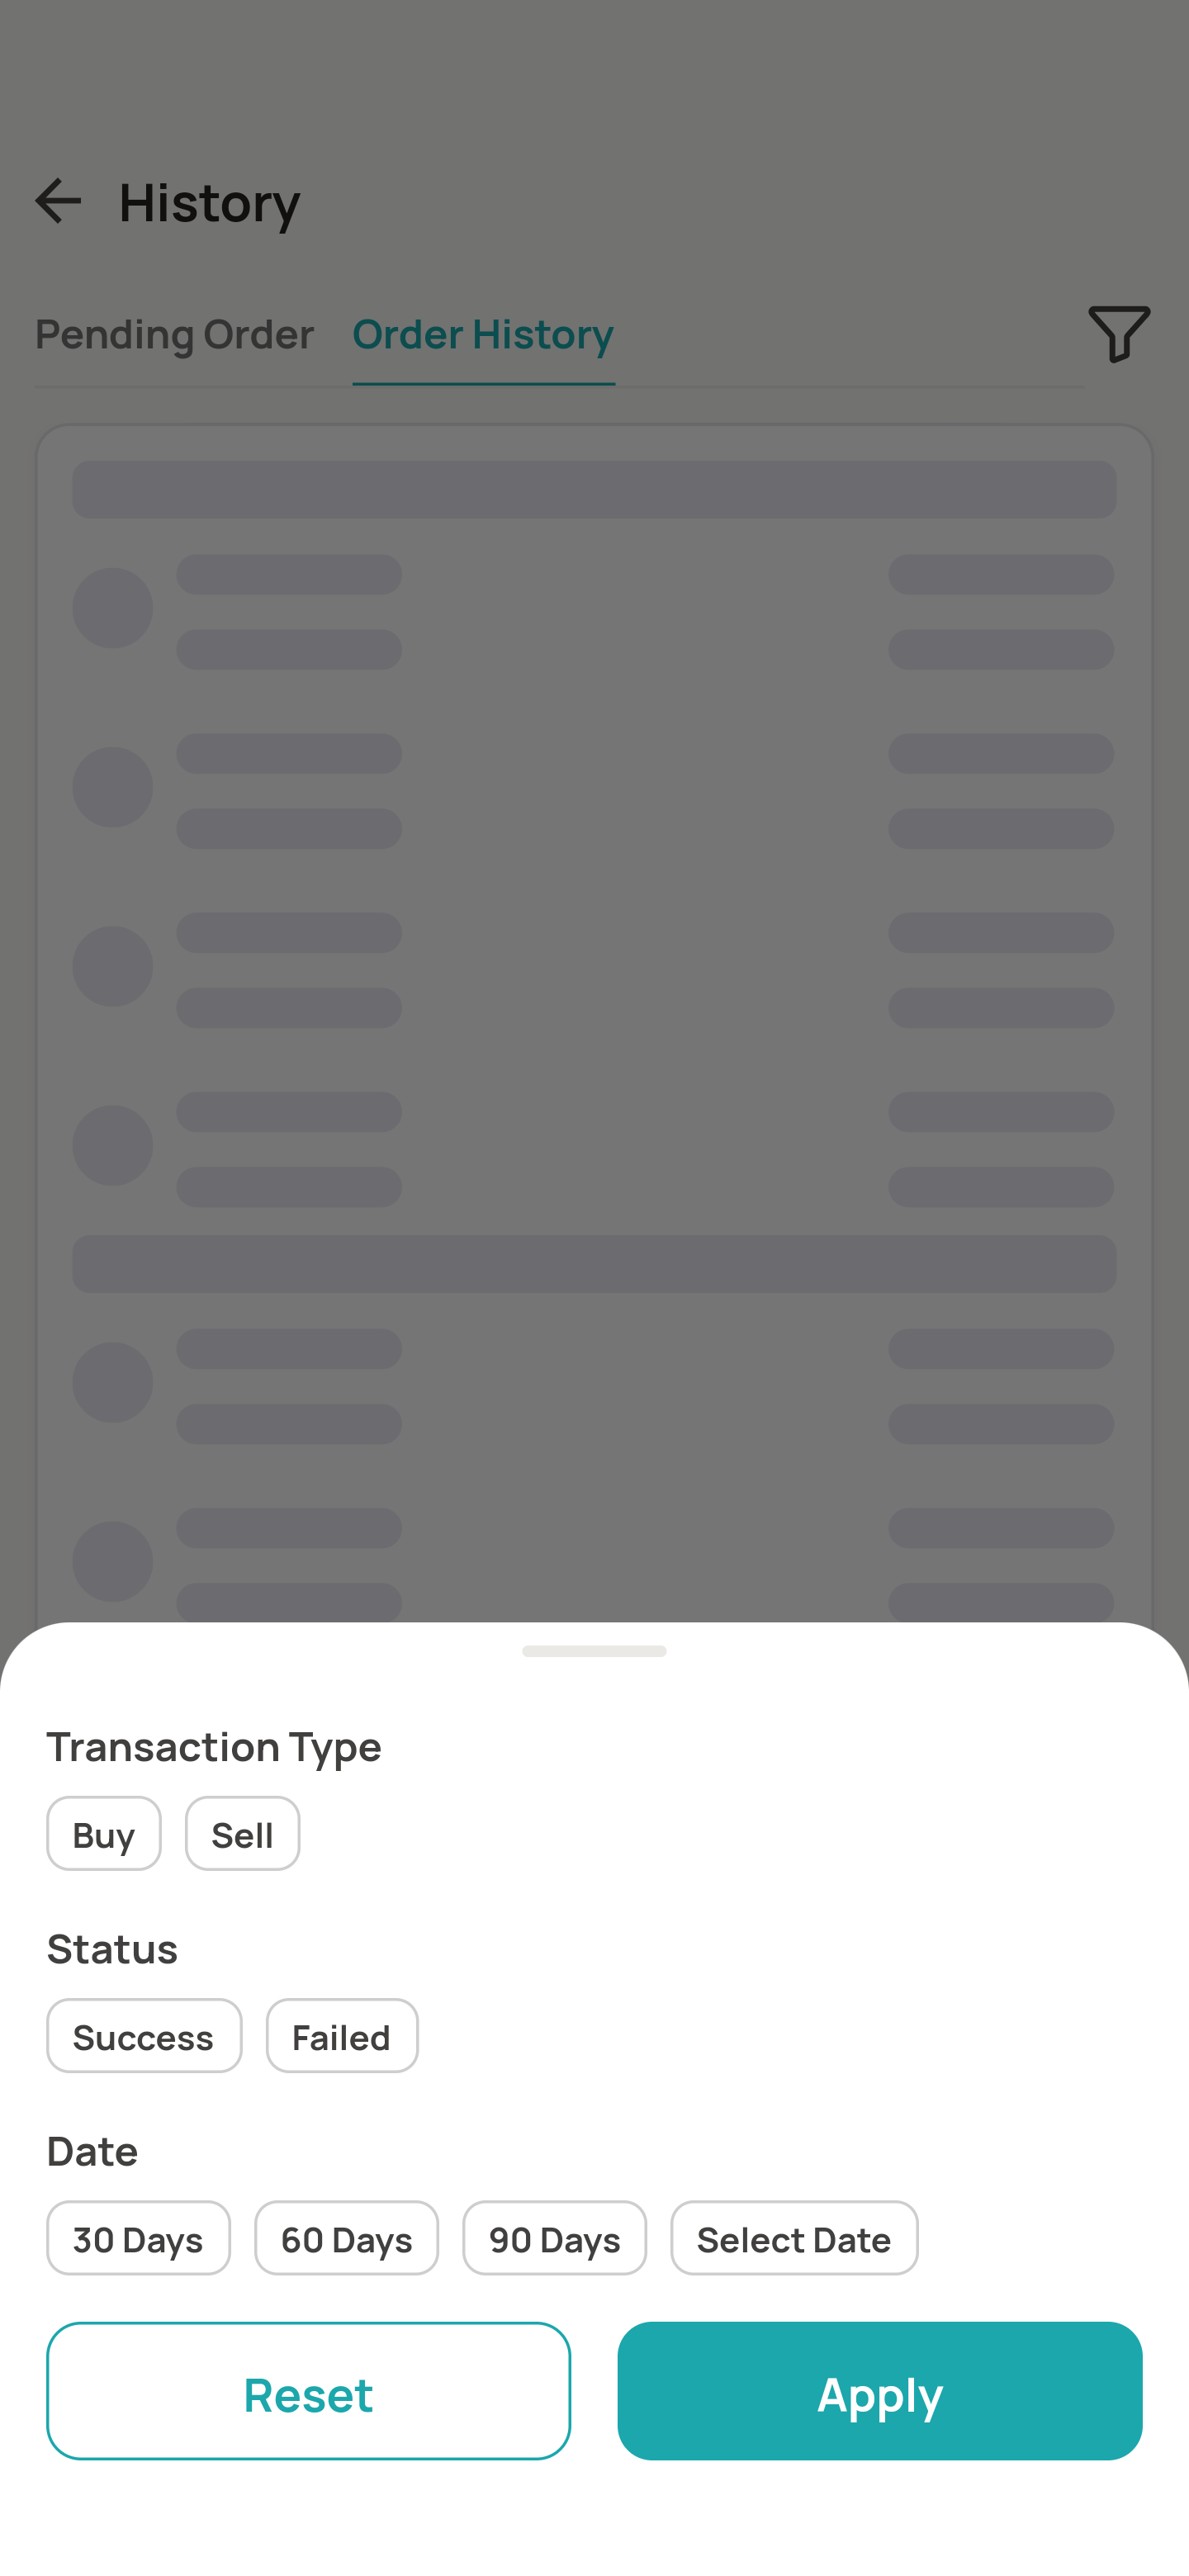 History
Pending Order Order History
Transaction Type
Buy Sell
Status
Success Failed
Date
30 Days 60 Days 90 Days Select Date
Reset Apply